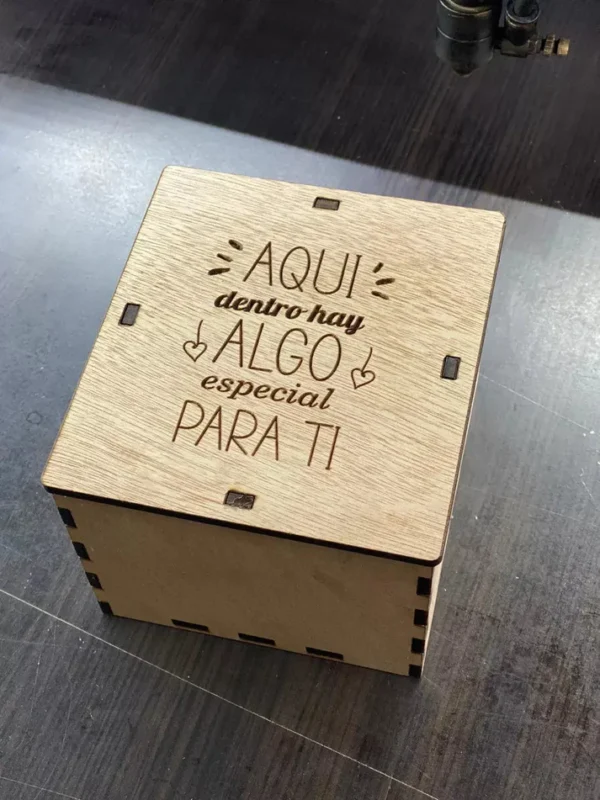 AQUI
dentro hay
ALGO
especial
PARA TI